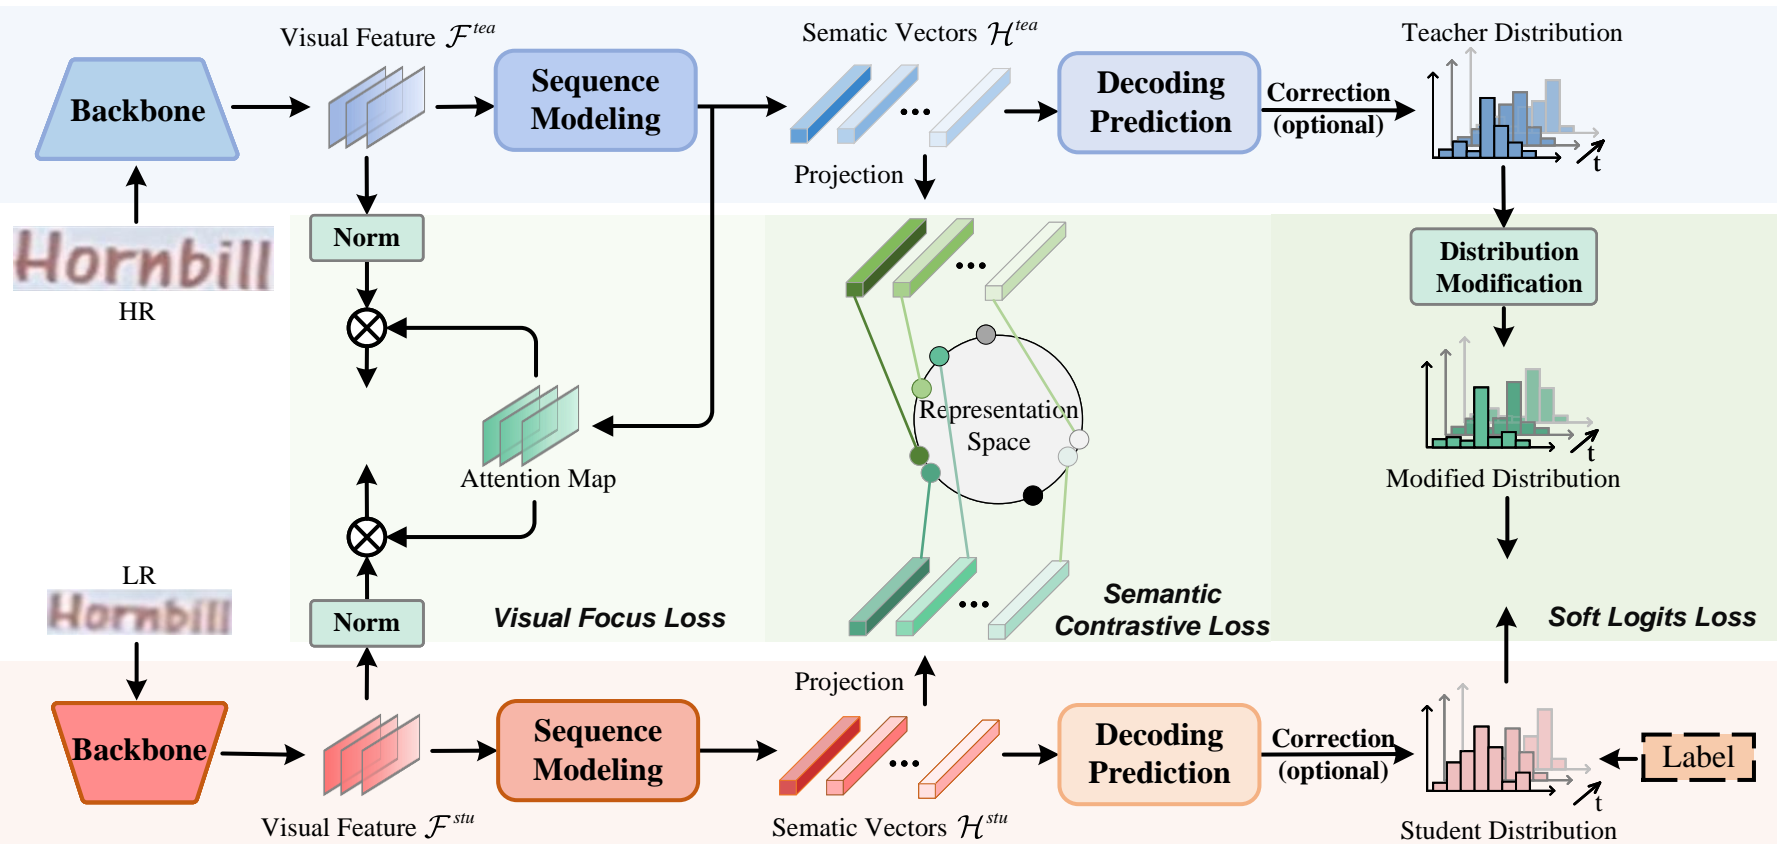 Visual Feature 𝓕^tea
Sematic Vectors 𝓗^tea
Teacher Distribution
Backbone
Sequence
Modeling
...
Decoding
Prediction
Correction
(optional)
t
Projection
Hornbill
HR
Norm
...
Distribution
Modification
Representation
Space
t
Attention Map
Modified Distribution
LR
Hornbill
Norm
Visual Focus Loss
...
Semantic
Contrastive Loss
Soft Logits Loss
Projection
Backbone
Sequence
Modeling
...
Decoding
Prediction
Correction
(optional)
Label
t
Visual Feature 𝓕^stu
Sematic Vectors 𝓗^stu
Student Distribution